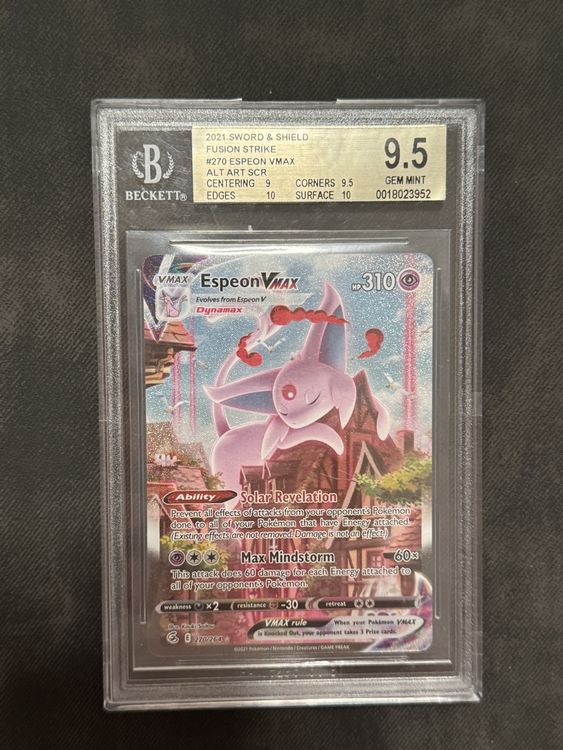 2021 SWORD & SHIELD
FUSION STRIKE
#270 ESPEON VMAX
ALT ART SCR
CENTERING 9 CORNERS 9.5
EDGES 10 SURFACE 10
9.5
GEM MINT
0018023952
B
BECKETT®
VMAX
Espeon VMAX
HP 310
Evolves from Espeon V
Dynamax
Ability Solar Revelation
Prevent all effects of attacks from your opponent's Pokémon
done to all of your Pokémon that have Energy attached.
(Existing effects are not removed. Damage is not an effect.)
Max Mindstorm 60×
This attack does 60 damage for each Energy attached to
all of your opponent's Pokémon.
weakness ×2 resistance -30 retreat
VMAX rule When your Pokémon VMAX
is Knocked Out, your opponent takes 3 Prize cards.
Illus.
E 270/264
©2021 Pokémon / Nintendo / Creatures / GAME FREAK